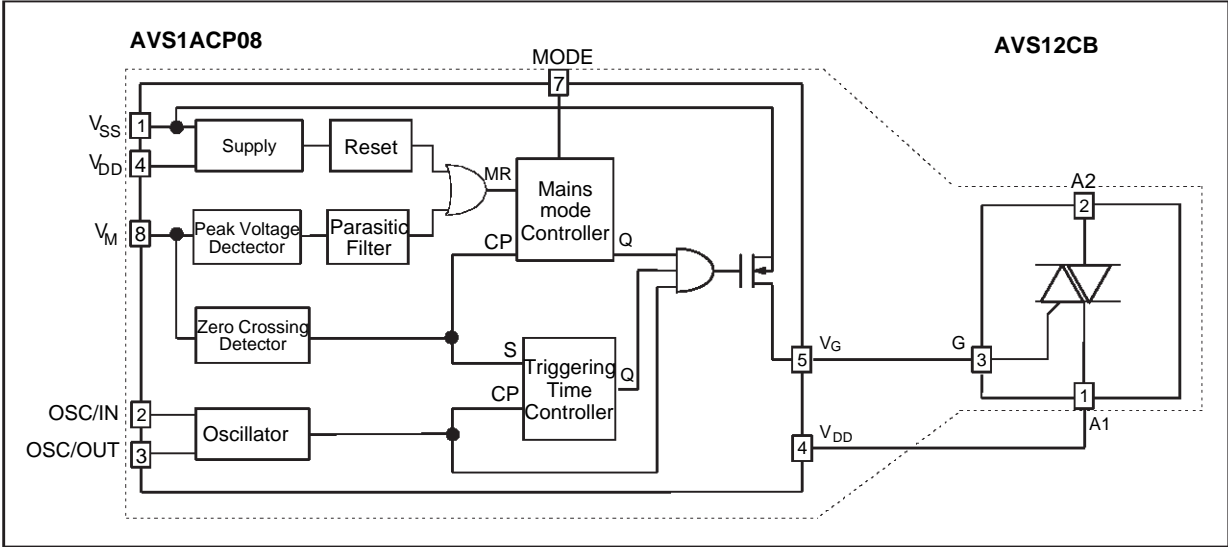 AVS1ACP08
AVS12CB
MODE
7
VSS
1
VDD
4
VM
8
Supply
Reset
MR
Mains
mode
Controller
Peak Voltage
Dectector
Parasitic
Filter
CP
Q
Zero Crossing
Detector
S
Triggering
Time
Controller
Q
CP
OSC/IN
2
OSC/OUT
3
Oscillator
5
VG
4
VDD
A2
2
G
3
1
A1